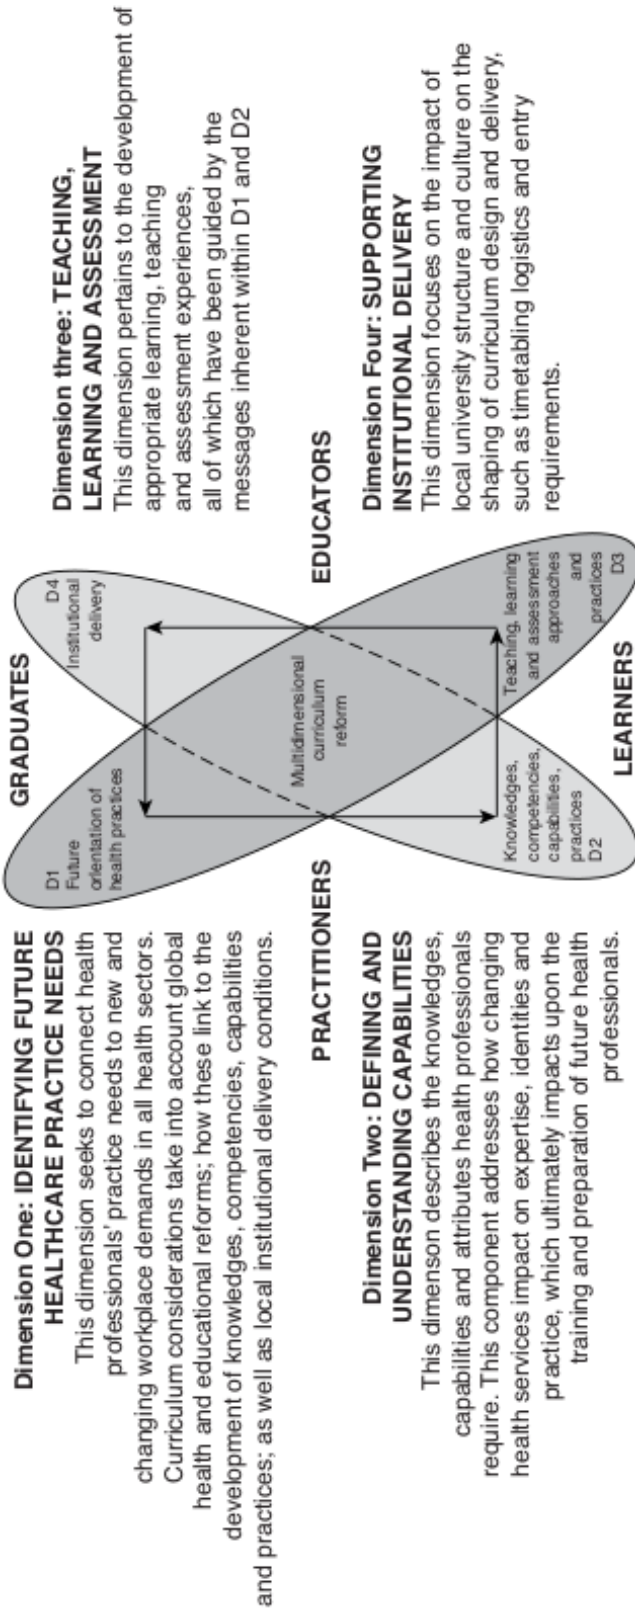 Dimension One: IDENTIFYING FUTURE
HEALTHCARE PRACTICE NEEDS
This dimension seeks to connect health
professionals' practice needs to new and
changing workplace demands in all health sectors.
Curriculum considerations take into account global
health and educational reforms; how these link to the
development of knowledges, competencies, capabilities
and practices; as well as local institutional delivery conditions.
GRADUATES
D1
Future
orientation of
health practices
D4
Institutional
delivery
Dimension three: TEACHING,
LEARNING AND ASSESSMENT
This dimension pertains to the development of
appropriate learning, teaching
and assessment experiences,
all of which have been guided by the
messages inherent within D1 and D2
PRACTITIONERS
Multidimensional
curriculum
reform
EDUCATORS
Dimension Two: DEFINING AND
UNDERSTANDING CAPABILITIES
This dimenson describes the knowledges,
capabilities and attributes health professionals
require. This component addresses how changing
health services impact on expertise, identities and
practice, which ultimately impacts upon the
training and preparation of future health
professionals.
Knowledges,
competencies,
capabilities,
practices
D2
Teaching, learning
and assessment
approaches
and
practices
D3
LEARNERS
Dimension Four: SUPPORTING
INSTITUTIONAL DELIVERY
This dimension focuses on the impact of
local university structure and culture on the
shaping of curriculum design and delivery,
such as timetabling logistics and entry
requirements.